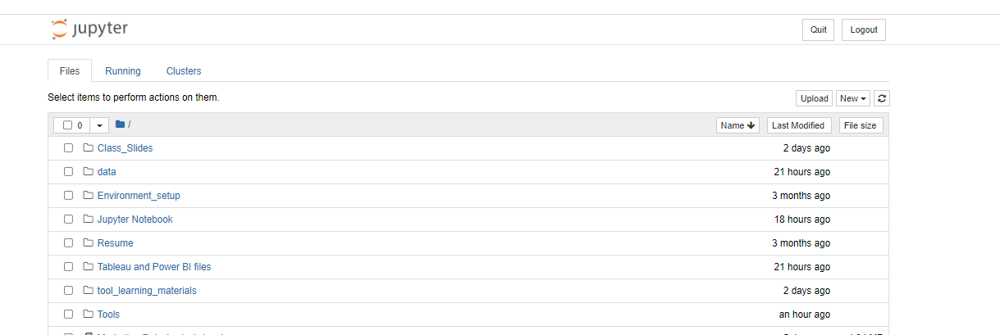 jupyter
Quit Logout
Files Running Clusters
Select items to perform actions on them.
Upload New
0 / Name Last Modified File size
Class_Slides 2 days ago
data 21 hours ago
Environment_setup 3 months ago
Jupyter Notebook 18 hours ago
Resume 3 months ago
Tableau and Power BI files 21 hours ago
tool_learning_materials 2 days ago
Tools an hour ago